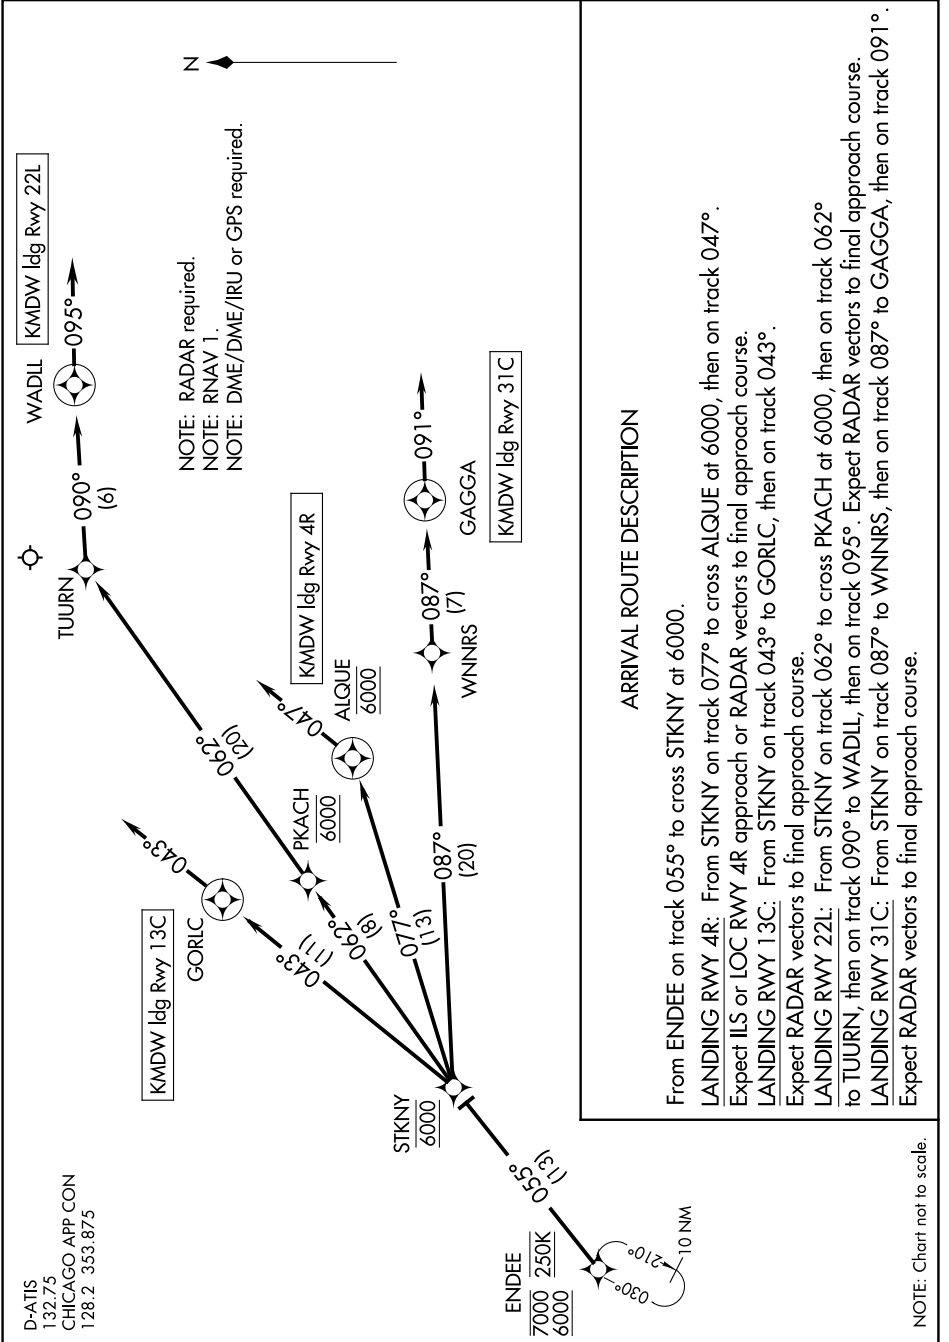 D-ATIS
132.75
CHICAGO APP CON
128.2 353.875
N
KMDW ldg Rwy 22L
WADLL
095°
090°
(6)
TUURN
NOTE: RADAR required.
NOTE: RNAV 1.
NOTE: DME/DME/IRU or GPS required.
KMDW ldg Rwy 13C
GORLC
043°
043°
(11)
PKACH
6000
062°
(20)
062°
(8)
KMDW ldg Rwy 4R
ALQUE
6000
047°
077°
(13)
087°
(20)
WNNRS
087°
(7)
GAGGA
091°
KMDW ldg Rwy 31C
STKNY
6000
055°
(13)
ENDEE
7000 250K
6000
030°
210°
10 NM
ARRIVAL ROUTE DESCRIPTION
From ENDEE on track 055° to cross STKNY at 6000.
LANDING RWY 4R: From STKNY on track 077° to cross ALQUE at 6000, then on track 047°.
Expect ILS or LOC RWY 4R approach or RADAR vectors to final approach course.
LANDING RWY 13C: From STKNY on track 043° to GORLC, then on track 043°.
Expect RADAR vectors to final approach course.
LANDING RWY 22L: From STKNY on track 062° to cross PKACH at 6000, then on track 062°
to TUURN, then on track 090° to WADLL, then on track 095°. Expect RADAR vectors to final approach course.
LANDING RWY 31C: From STKNY on track 087° to WNNRS, then on track 087° to GAGGA, then on track 091°.
Expect RADAR vectors to final approach course.
NOTE: Chart not to scale.